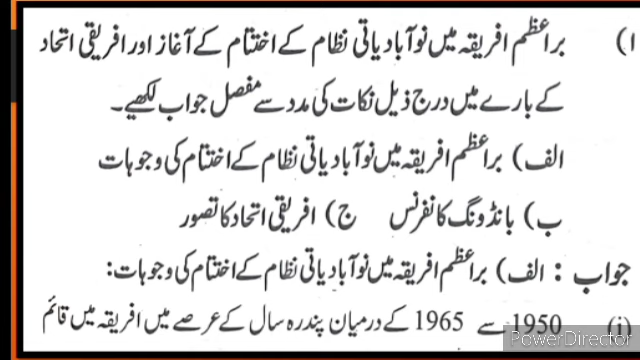 ۱) براعظم افریقہ میں نوآبادیاتی نظام کے اختتام کے آغاز اور افریقی اتحاد
کے بارے میں درج ذیل نکات کی مدد سے مفصل جواب لکھیے۔
الف) براعظم افریقہ میں نوآبادیاتی نظام کے اختتام کی وجوہات
ب) بانڈونگ کانفرنس ج) افریقی اتحاد کا تصور
جواب : الف) براعظم افریقہ میں نوآبادیاتی نظام کے اختتام کی وجوہات:
(i) 1950 سے 1965 کے درمیان پندرہ سال کے عرصے میں افریقہ میں قائم
PowerDirector